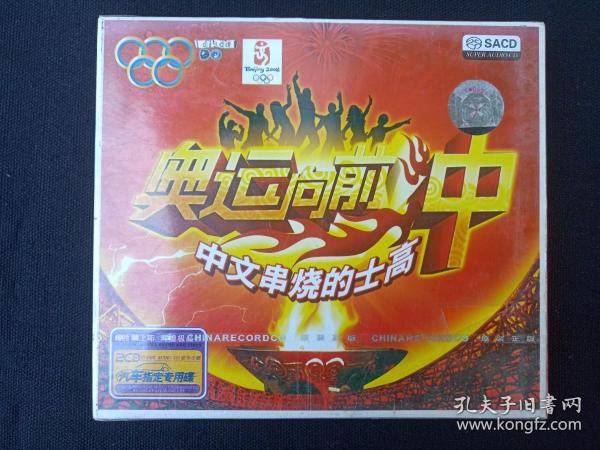 Beijing 2008
SACD
SUPER AUDIO CD
奥运向前冲
中文串烧的士高
CHINARECORDCO
CHINARECORDCO
2CD
汽车指定专用碟
孔夫子旧书网
www.kongfz.com